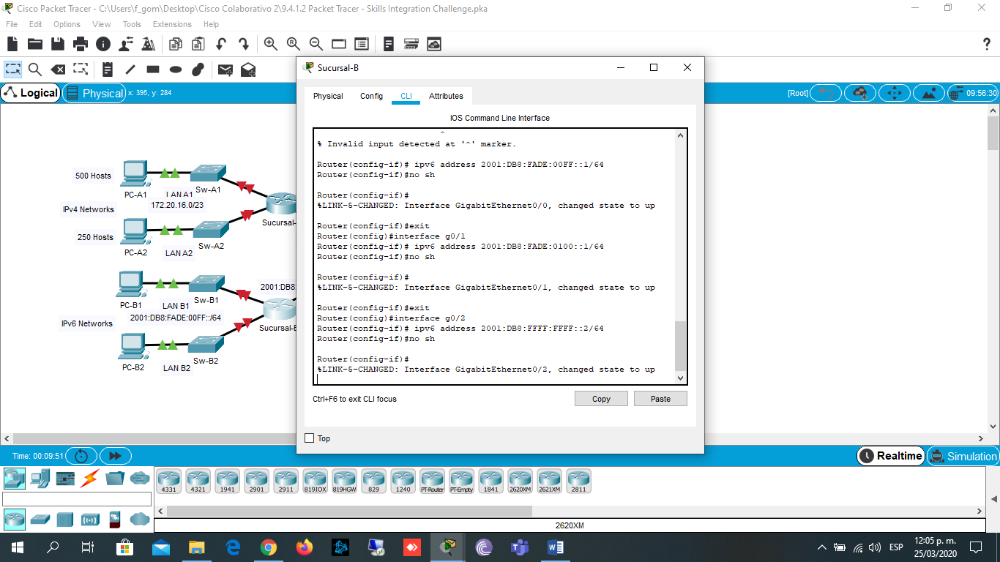 Cisco Packet Tracer - C:\Users\f_gom\Desktop\Cisco Colaborativo 2\9.4.1.2 Packet Tracer - Skills Integration Challenge.pka
File Edit Options View Tools Extensions Help
Logical
Physical
x: 395, y: 284
[Root]
09:56:30
500 Hosts
PC-A1
LAN A1
Sw-A1
172.20.16.0/23
IPv4 Networks
Sucursal-
250 Hosts
PC-A2
LAN A2
Sw-A2
2001:DB8:
PC-B1
LAN B1
Sw-B1
2001:DB8:FADE:00FF::/64
IPv6 Networks
Sucursal-B
PC-B2
LAN B2
Sw-B2
Sucursal-B
Physical Config CLI Attributes
IOS Command Line Interface
^
% Invalid input detected at '^' marker.
Router(config-if)# ipv6 address 2001:DB8:FADE:00FF::1/64
Router(config-if)#no sh
Router(config-if)#
%LINK-5-CHANGED: Interface GigabitEthernet0/0, changed state to up
Router(config-if)#exit
Router(config)#interface g0/1
Router(config-if)# ipv6 address 2001:DB8:FADE:0100::1/64
Router(config-if)#no sh
Router(config-if)#
%LINK-5-CHANGED: Interface GigabitEthernet0/1, changed state to up
Router(config-if)#exit
Router(config)#interface g0/2
Router(config-if)# ipv6 address 2001:DB8:FFFF:FFFF::2/64
Router(config-if)#no sh
Router(config-if)#
%LINK-5-CHANGED: Interface GigabitEthernet0/2, changed state to up
Ctrl+F6 to exit CLI focus
Copy
Paste
Top
Time: 00:09:51
Realtime
Simulation
4331 4321 1941 2901 2911 819IOX 819HGW 829 1240 PT-Router PT-Empty 1841 2620XM 2621XM 2811
2620XM
ESP
12:05 p. m.
25/03/2020